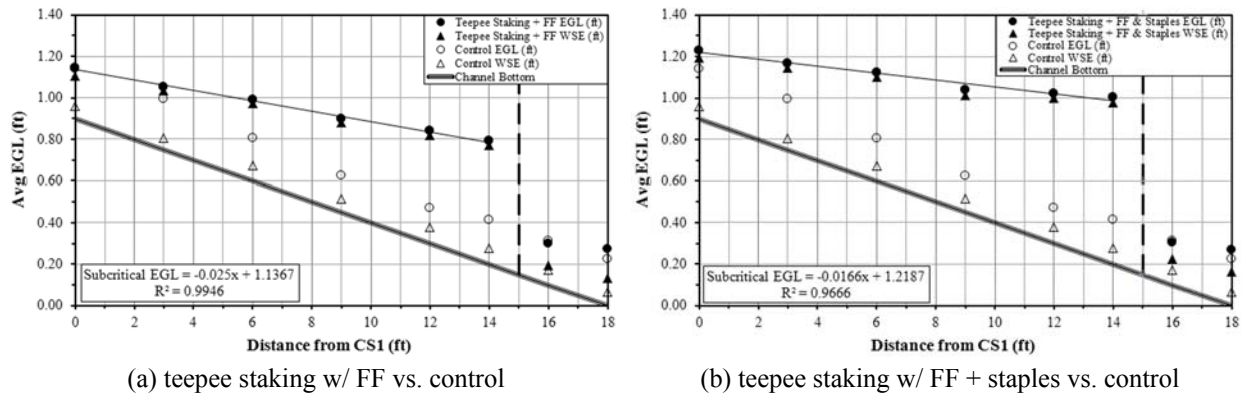 1.40
1.20
1.00
0.80
0.60
0.40
0.20
0.00
Avg EGL (ft)
Teepee Staking + FF EGL (ft)
Teepee Staking + FF WSE (ft)
Control EGL (ft)
Control WSE (ft)
Channel Bottom
Subcritical EGL = -0.025x + 1.1367
R² = 0.9946
0 2 4 6 8 10 12 14 16 18
Distance from CS1 (ft)
(a) teepee staking w/ FF vs. control
1.40
1.20
1.00
0.80
0.60
0.40
0.20
0.00
Avg EGL (ft)
Teepee Staking + FF & Staples EGL (ft)
Teepee Staking + FF & Staples WSE (ft)
Control EGL (ft)
Control WSE (ft)
Channel Bottom
Subcritical EGL = -0.0166x + 1.2187
R² = 0.9666
0 2 4 6 8 10 12 14 16 18
Distance from CS1 (ft)
(b) teepee staking w/ FF + staples vs. control